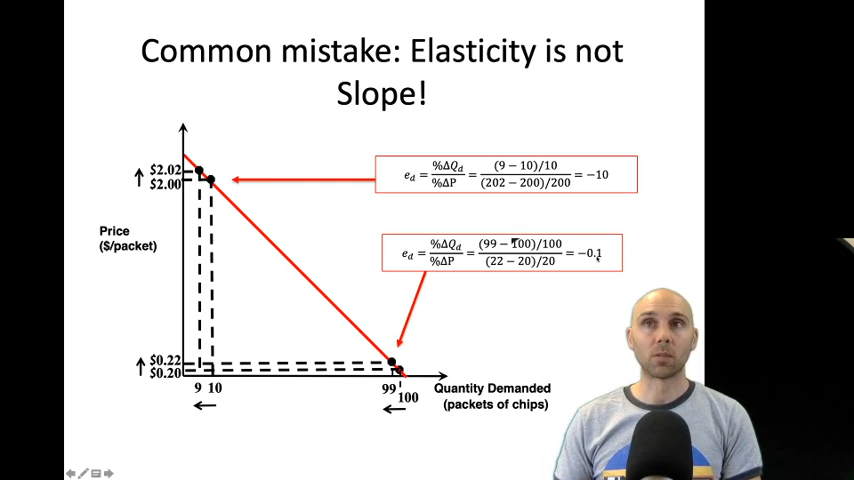 Common mistake: Elasticity is not
Slope!
$2.02
$2.00
e_d = %ΔQ_d / %ΔP = (9 − 10)/10 / (202 − 200)/200 = −10
Price
($/packet)
e_d = %ΔQ_d / %ΔP = (99 − 100)/100 / (22 − 20)/20 = −0.1
$0.22
$0.20
9 10
99
100
Quantity Demanded
(packets of chips)